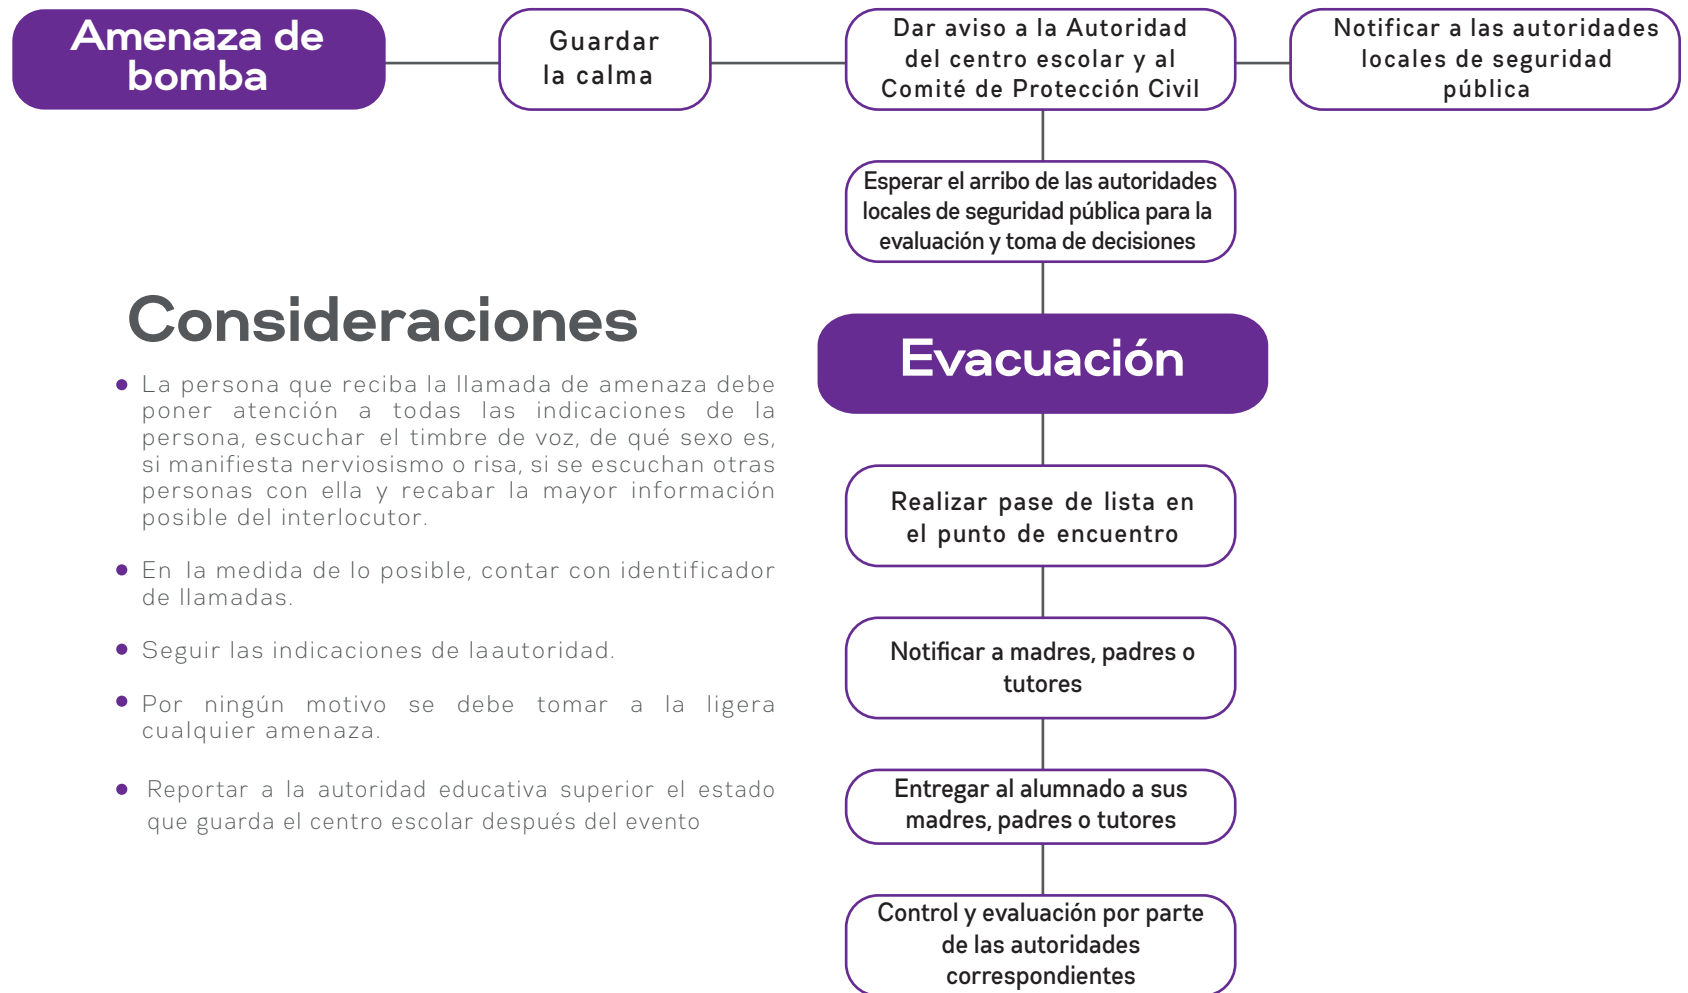 Amenaza de
bomba
Guardar
la calma
Dar aviso a la Autoridad
del centro escolar y al
Comité de Protección Civil
Notificar a las autoridades
locales de seguridad
pública
Esperar el arribo de las autoridades
locales de seguridad pública para la
evaluación y toma de decisiones
Evacuación
Realizar pase de lista en
el punto de encuentro
Notificar a madres, padres o
tutores
Entregar al alumnado a sus
madres, padres o tutores
Control y evaluación por parte
de las autoridades
correspondientes
Consideraciones
● La persona que reciba la llamada de amenaza debe
poner atención a todas las indicaciones de la
persona, escuchar el timbre de voz, de qué sexo es,
si manifiesta nerviosismo o risa, si se escuchan otras
personas con ella y recabar la mayor información
posible del interlocutor.
● En la medida de lo posible, contar con identificador
de llamadas.
● Seguir las indicaciones de laautoridad.
● Por ningún motivo se debe tomar a la ligera
cualquier amenaza.
● Reportar a la autoridad educativa superior el estado
que guarda el centro escolar después del evento